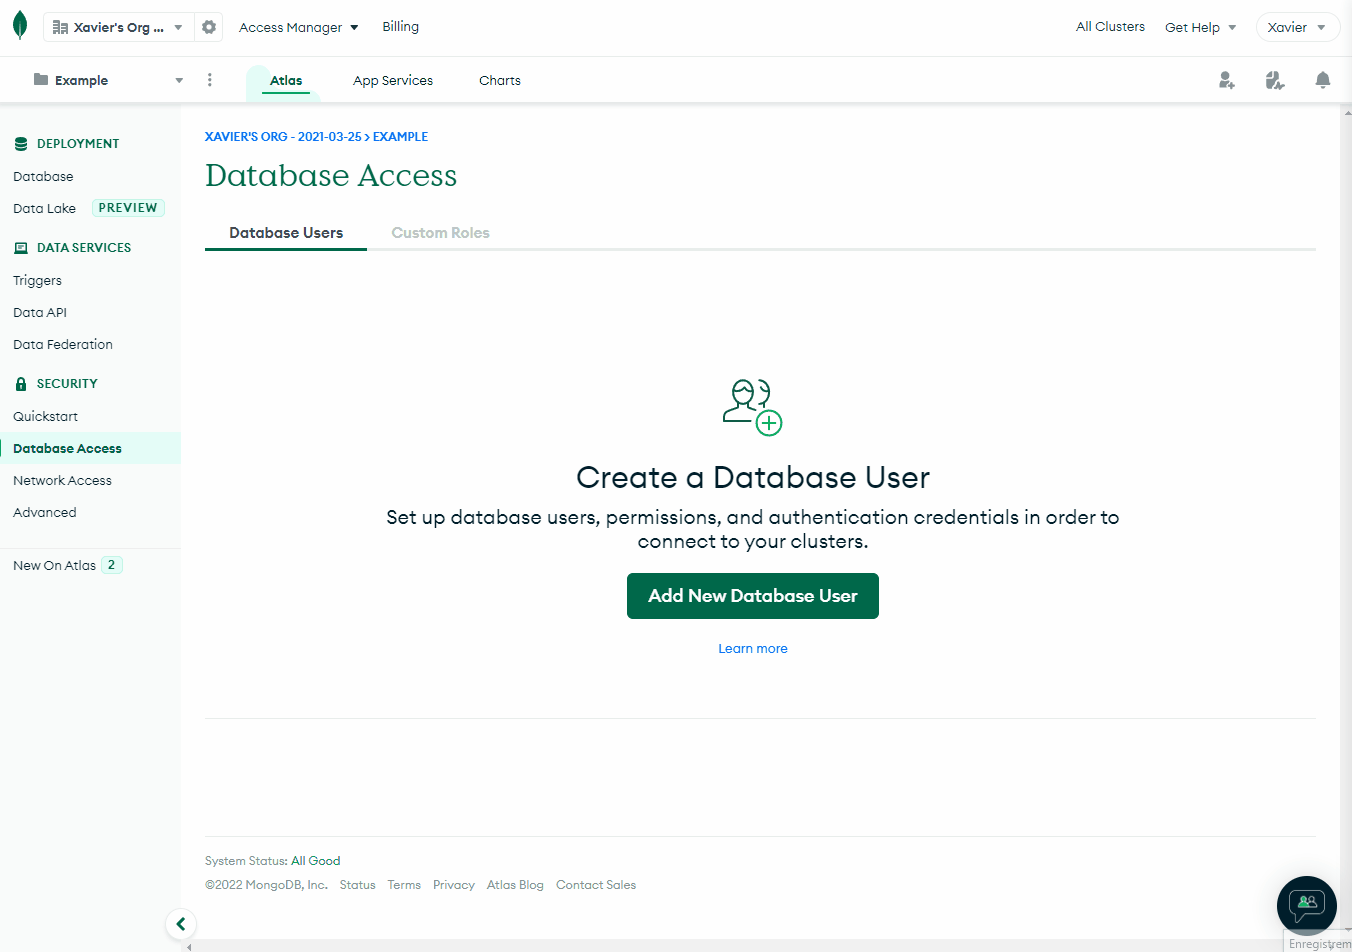 Xavier's Org ...
Access Manager
Billing
All Clusters
Get Help
Xavier
Example
Atlas
App Services
Charts
DEPLOYMENT
Database
Data Lake PREVIEW
DATA SERVICES
Triggers
Data API
Data Federation
SECURITY
Quickstart
Database Access
Network Access
Advanced
New On Atlas 2
XAVIER'S ORG - 2021-03-25 > EXAMPLE
Database Access
Database Users
Custom Roles
Create a Database User
Set up database users, permissions, and authentication credentials in order to
connect to your clusters.
Add New Database User
Learn more
System Status: All Good
©2022 MongoDB, Inc. Status Terms Privacy Atlas Blog Contact Sales
Enregistrem